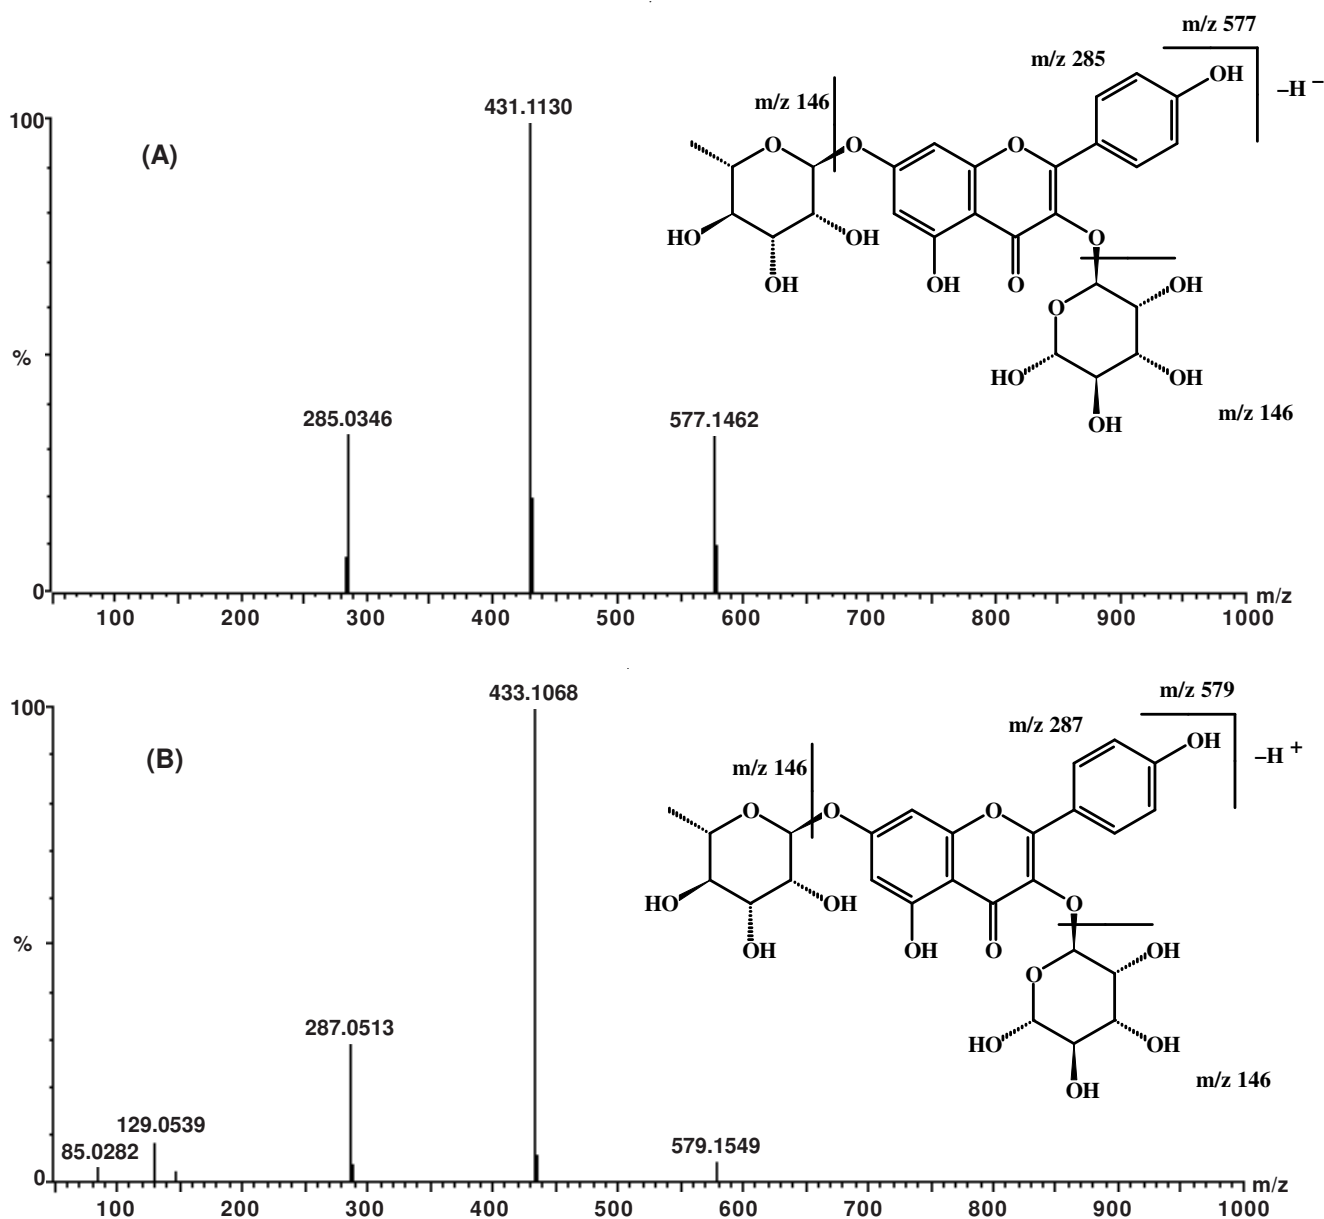 m/z 577
m/z 285
OH
–H –
431.1130
m/z 146
100
(A)
O
O
O
O
HO
OH
OH
OH
O
OH
O
%
HO
OH
285.0346
577.1462
m/z 146
OH
0
m/z
100 200 300 400 500 600 700 800 900 1000
433.1068
m/z 579
100
m/z 287
OH
(B)
–H +
m/z 146
O
O
O
O
HO
OH
OH
OH
O
OH
%
O
287.0513
HO
OH
m/z 146
OH
129.0539
85.0282
579.1549
0
m/z
100 200 300 400 500 600 700 800 900 1000